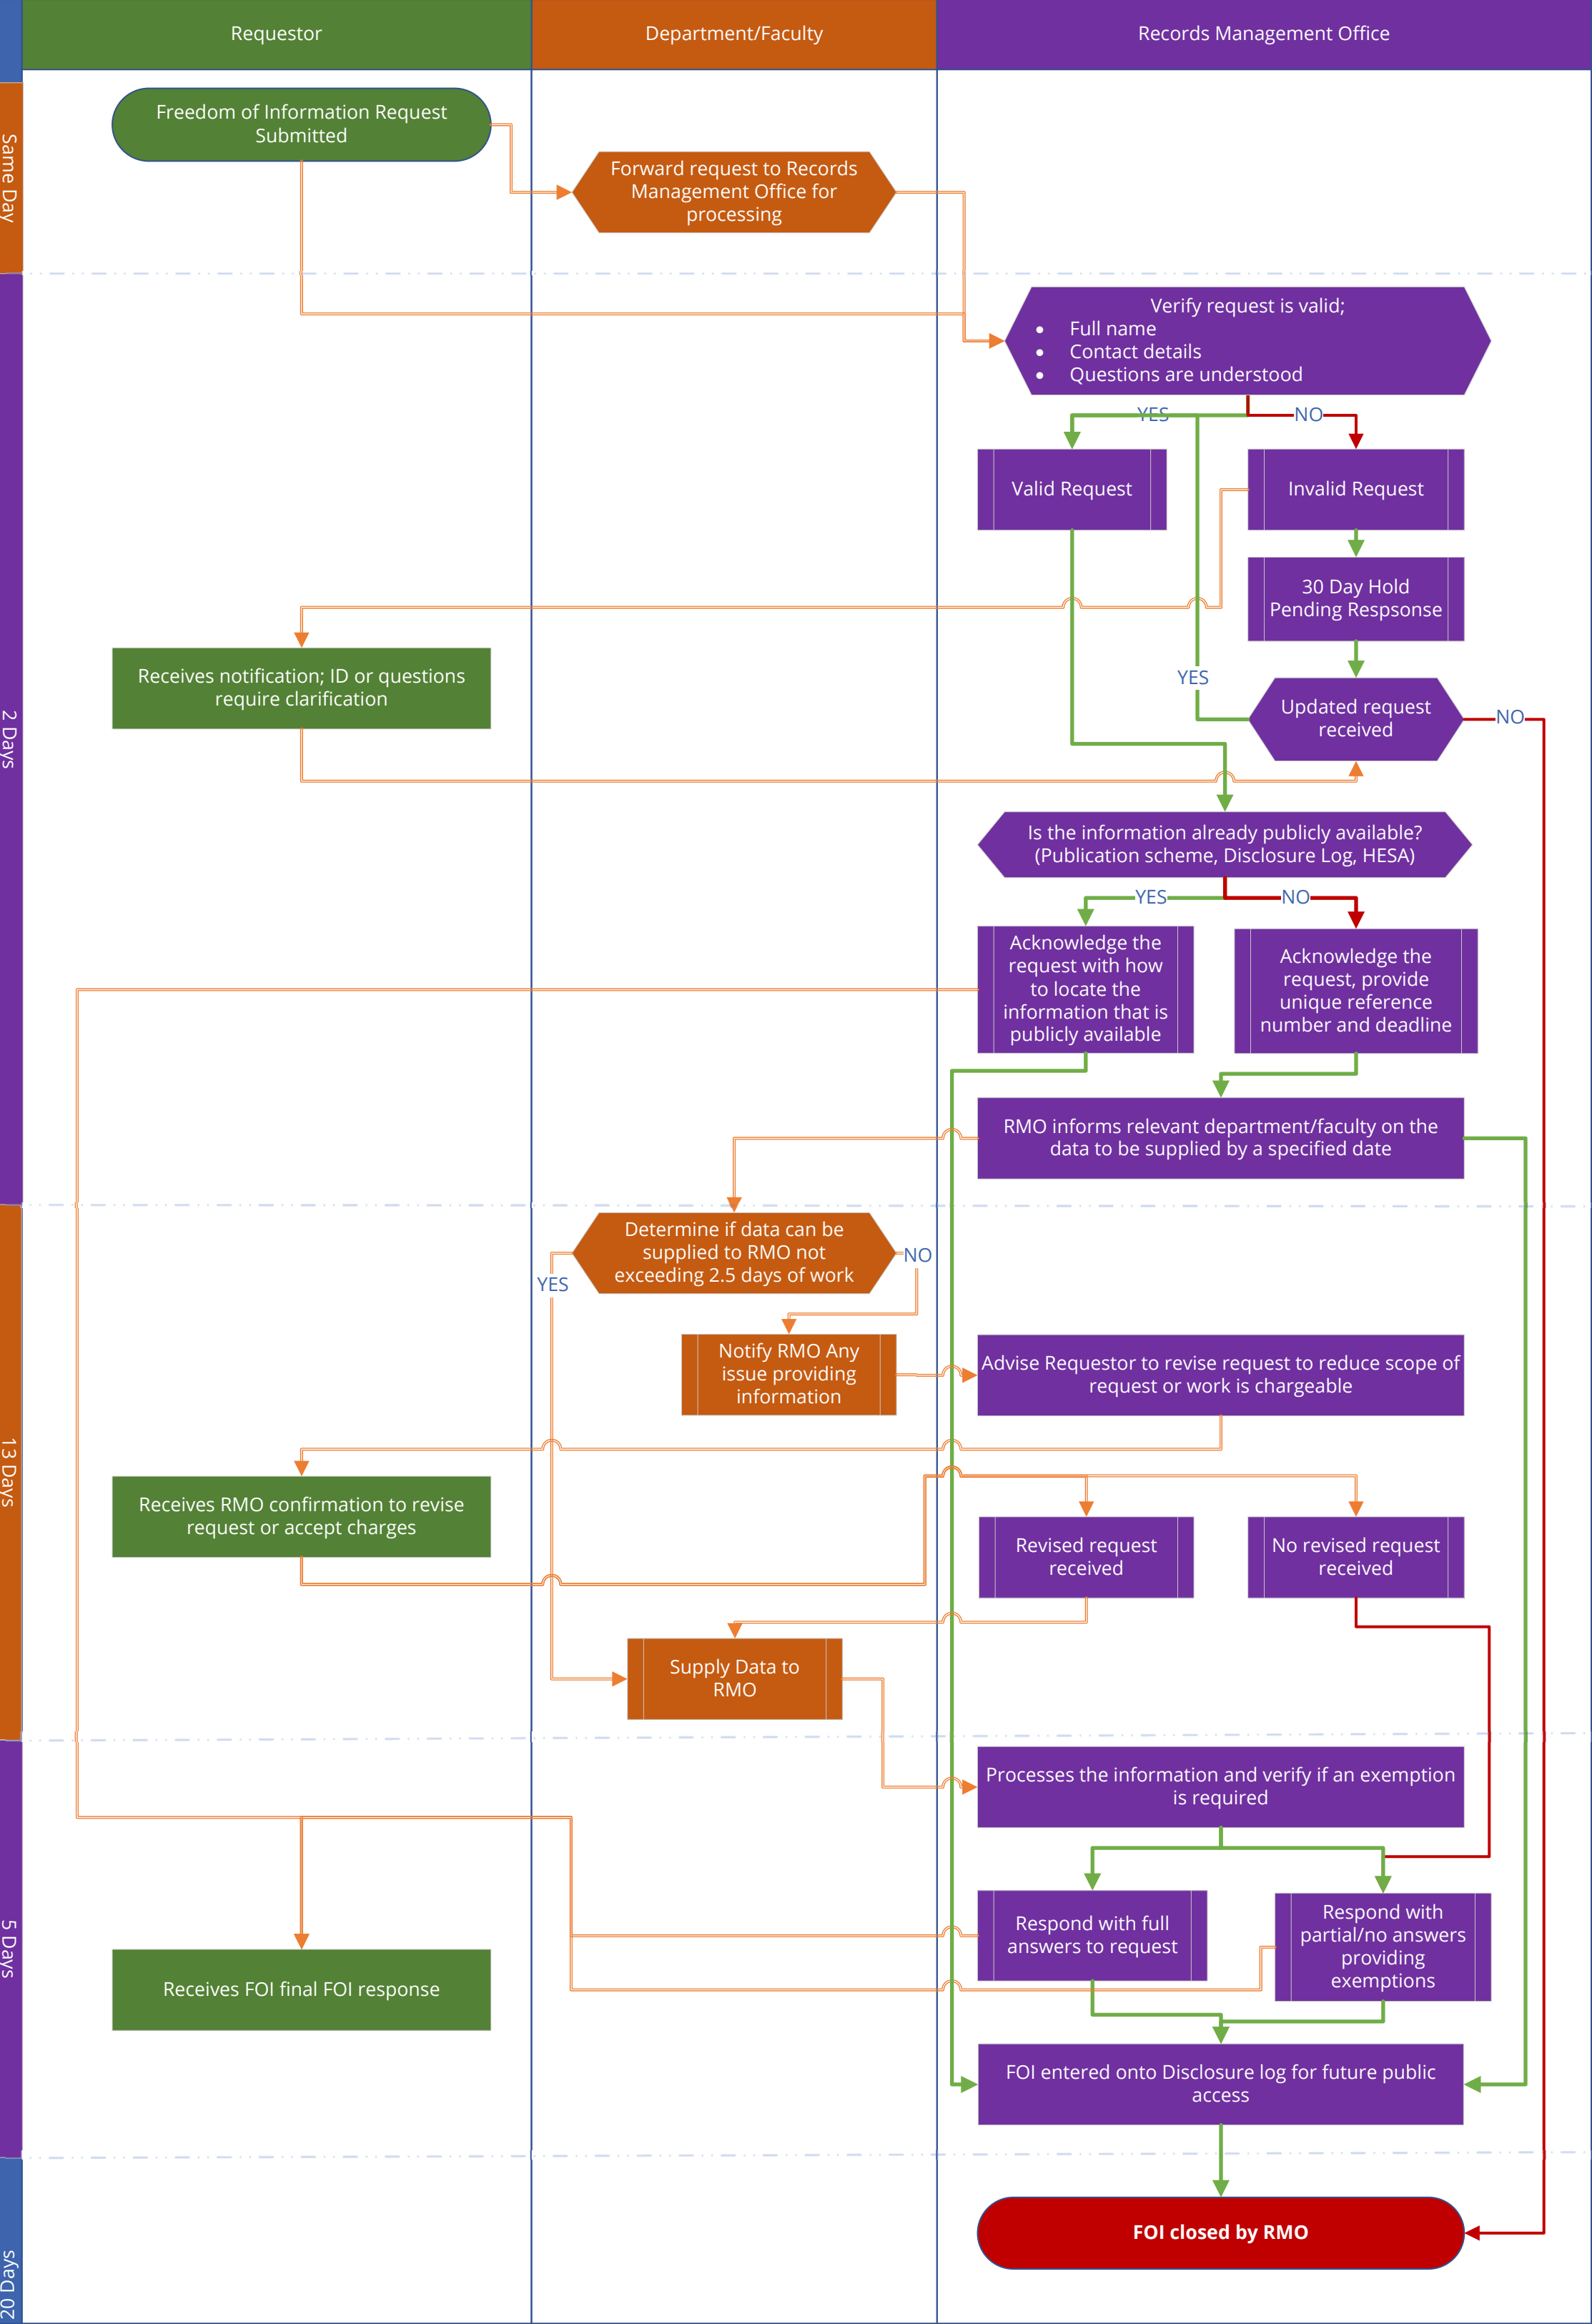 Requestor
Department/Faculty
Records Management Office
Same Day
Freedom of Information Request
Submitted
Forward request to Records
Management Office for
processing
2 Days
Verify request is valid;
• Full name
• Contact details
• Questions are understood
YES
NO
Valid Request
Invalid Request
30 Day Hold
Pending Respsonse
Receives notification; ID or questions
require clarification
YES
Updated request
received
NO
Is the information already publicly available?
(Publication scheme, Disclosure Log, HESA)
YES
NO
Acknowledge the
request with how
to locate the
information that is
publicly available
Acknowledge the
request, provide
unique reference
number and deadline
RMO informs relevant department/faculty on the
data to be supplied by a specified date
13 Days
Determine if data can be
supplied to RMO not
exceeding 2.5 days of work
NO
YES
Notify RMO Any
issue providing
information
Advise Requestor to revise request to reduce scope of
request or work is chargeable
Receives RMO confirmation to revise
request or accept charges
Revised request
received
No revised request
received
Supply Data to
RMO
5 Days
Processes the information and verify if an exemption
is required
Respond with full
answers to request
Respond with
partial/no answers
providing
exemptions
Receives FOI final FOI response
FOI entered onto Disclosure log for future public
access
20 Days
FOI closed by RMO